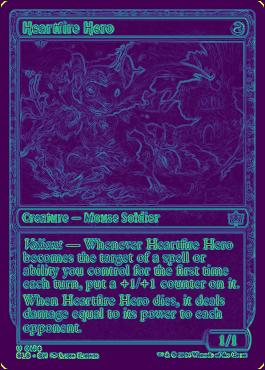 Heartfire Hero
Creature — Mouse Soldier
Valiant — Whenever Heartfire Hero
becomes the target of a spell or
ability you control for the first time
each turn, put a +1/+1 counter on it.
When Heartfire Hero dies, it deals
damage equal to its power to each
opponent.
1/1